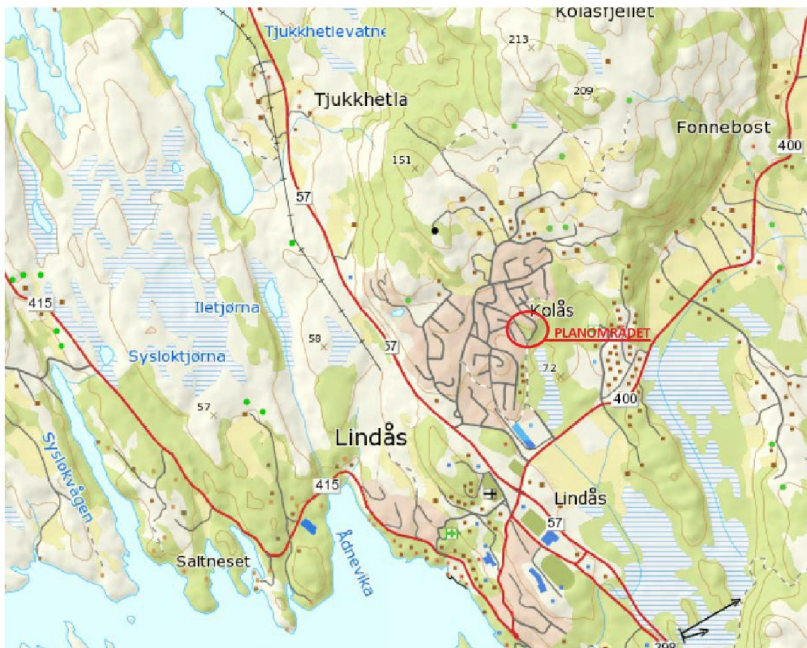 Kolåsfjellet
Tjukkhetlevatne
213
209
Tjukkhetla
Fonnebost
400
151
57
415
Iletjørna
Kolås
PLANOMRÅDET
58
57
Sysloktjørna
72
57
400
Lindås
Syslokvågen
415
Lindås
57
Ådnevika
Saltneset